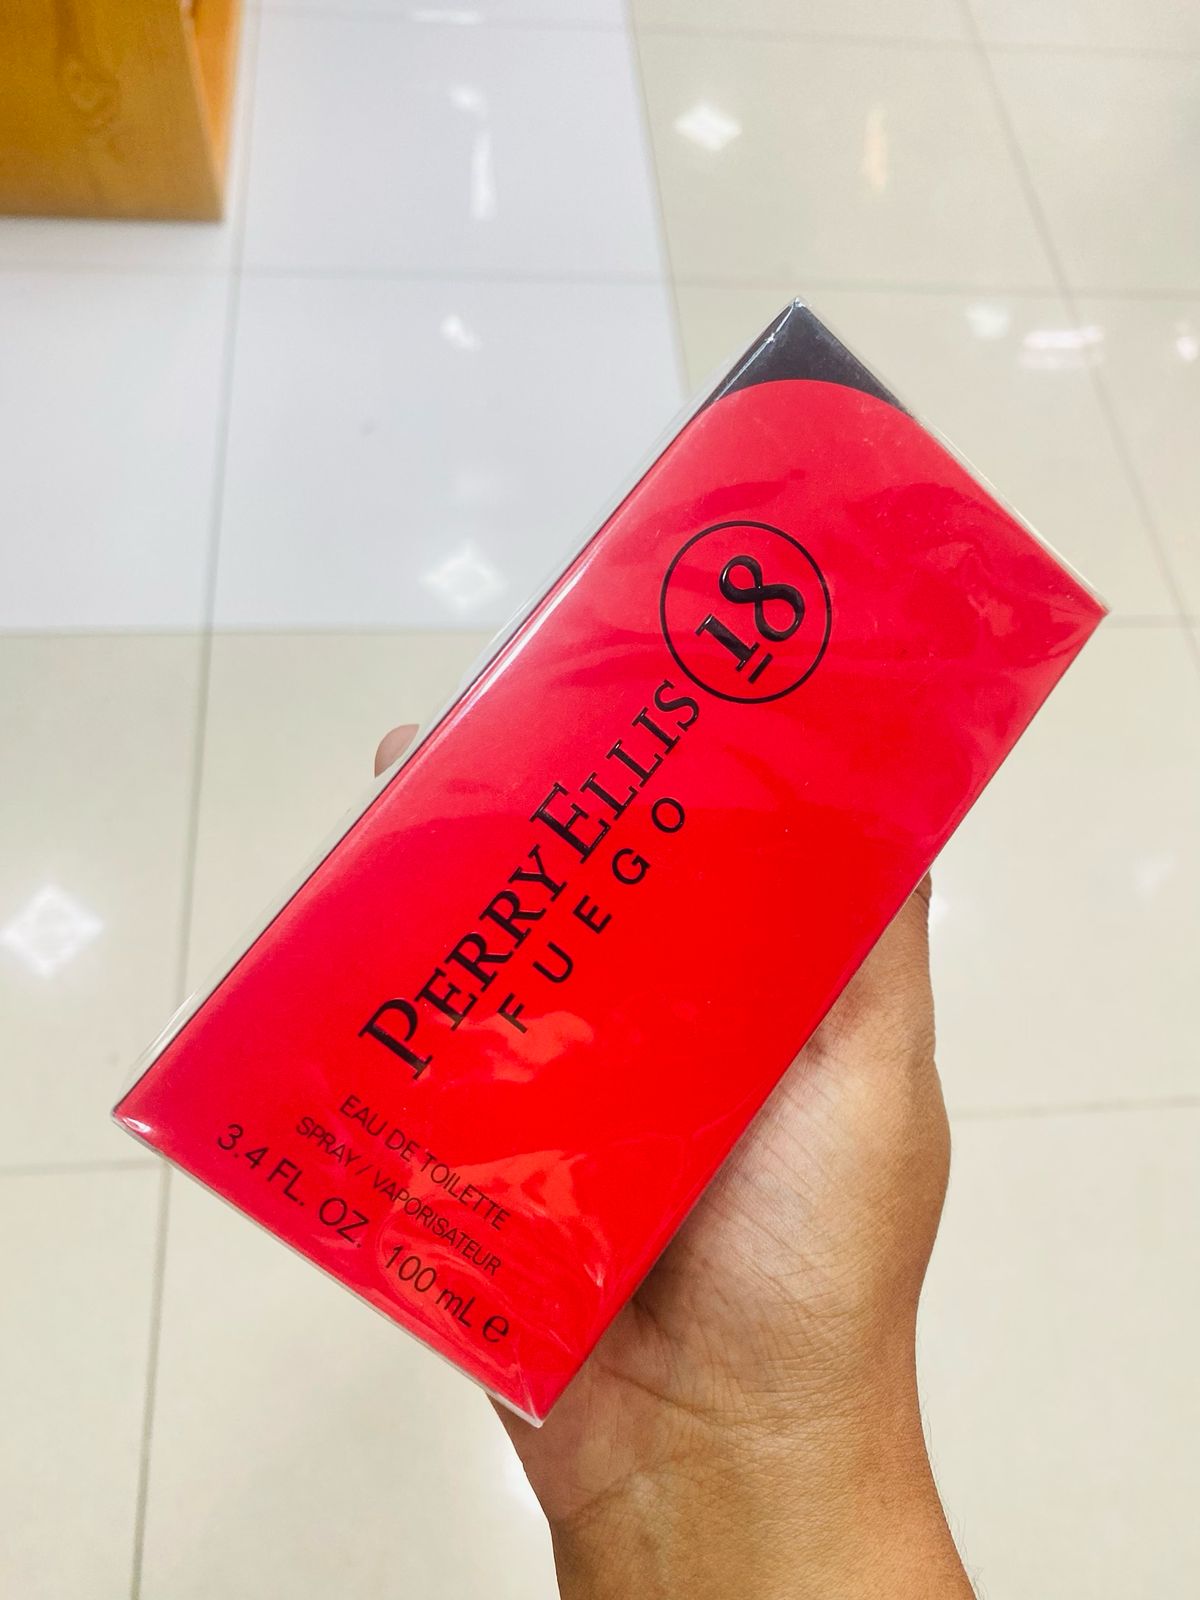 PERRY ELLIS 18
FUEGO
EAU DE TOILETTE
SPRAY / VAPORISATEUR
3.4 FL. OZ. 100 mL ℮